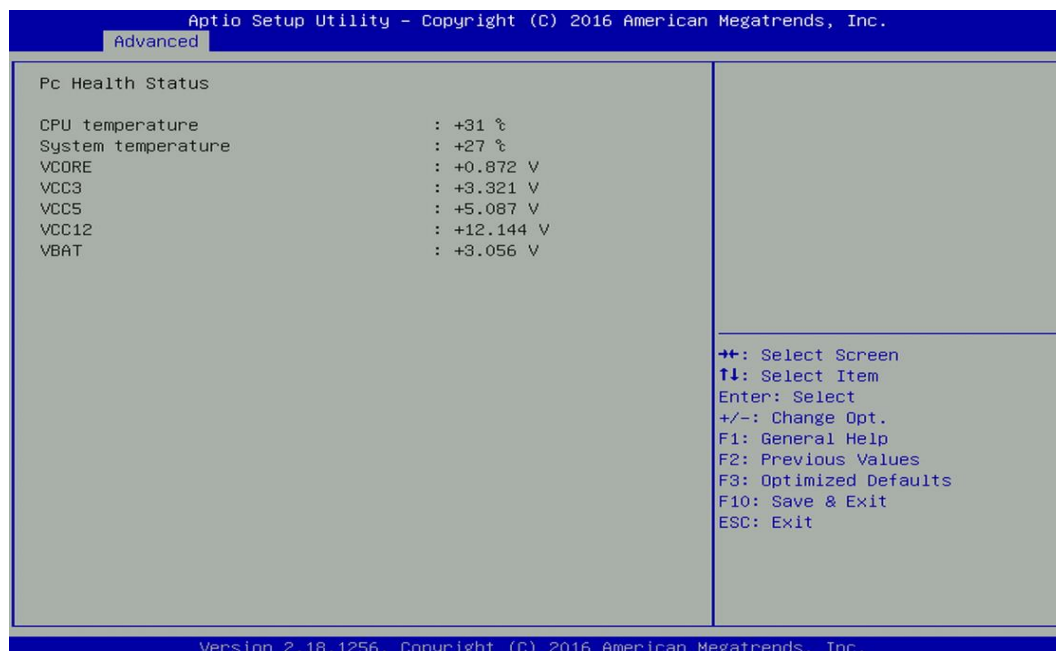 Aptio Setup Utility – Copyright (C) 2016 American Megatrends, Inc.
Advanced
Pc Health Status
CPU temperature : +31 ℃
System temperature : +27 ℃
VCORE : +0.872 V
VCC3 : +3.321 V
VCC5 : +5.087 V
VCC12 : +12.144 V
VBAT : +3.056 V
→←: Select Screen
↑↓: Select Item
Enter: Select
+/-: Change Opt.
F1: General Help
F2: Previous Values
F3: Optimized Defaults
F10: Save & Exit
ESC: Exit
Version 2.18.1256. Copyright (C) 2016 American Megatrends, Inc.